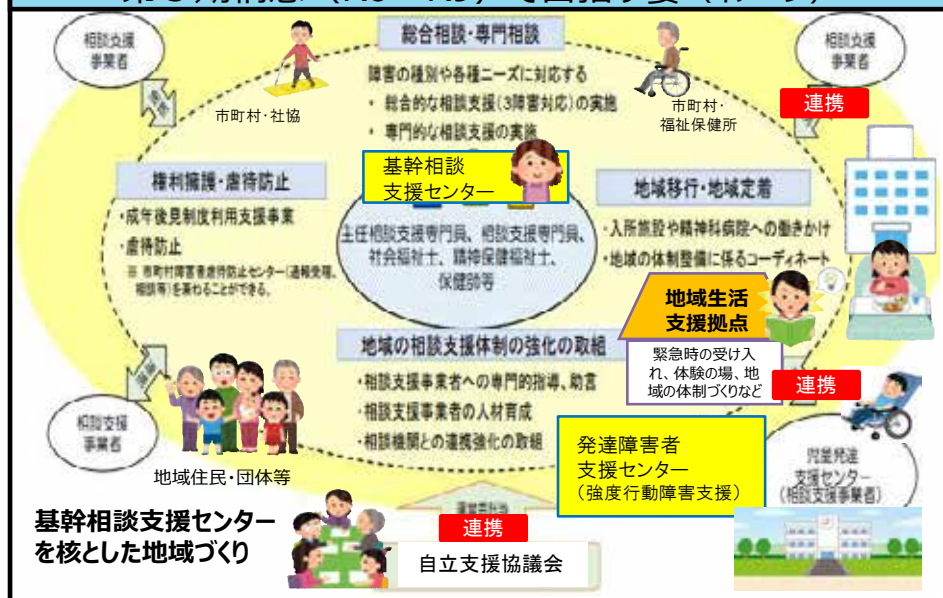 総合相談・専門相談
障害の種別や各種ニーズに対応する
・ 総合的な相談支援(3障害対応)の実施
・ 専門的な相談支援の実施
相談支援
事業者
市町村・社協
市町村・
福祉保健所
相談支援
事業者
連携
基幹相談
支援センター
権利擁護・虐待防止
・成年後見制度利用支援事業
・虐待防止
※ 市町村障害者虐待防止センター(通報受理、
相談等)を兼ねることができる。
主任相談支援専門員、相談支援専門員、
社会福祉士、精神保健福祉士、
保健師等
地域移行・地域定着
・入所施設や精神科病院への働きかけ
・地域の体制整備に係るコーディネート
地域生活
支援拠点
緊急時の受け入
れ、体験の場、地
域の体制づくりなど
連携
地域の相談支援体制の強化の取組
・相談支援事業者への専門的指導、助言
・相談支援事業者の人材育成
・相談機関との連携強化の取組
相談支援
事業者
地域住民・団体等
発達障害者
支援センター
(強度行動障害支援)
児童発達
支援センター
(相談支援事業者)
基幹相談支援センター
を核とした地域づくり
連携
自立支援協議会